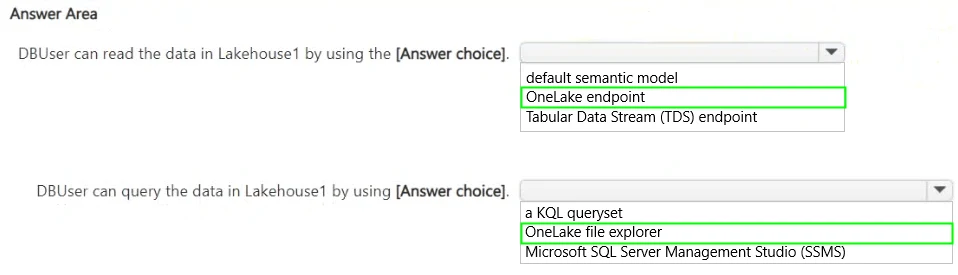 Answer Area
DBUser can read the data in Lakehouse1 by using the [Answer choice].
default semantic model
OneLake endpoint
Tabular Data Stream (TDS) endpoint
DBUser can query the data in Lakehouse1 by using [Answer choice].
a KQL queryset
OneLake file explorer
Microsoft SQL Server Management Studio (SSMS)